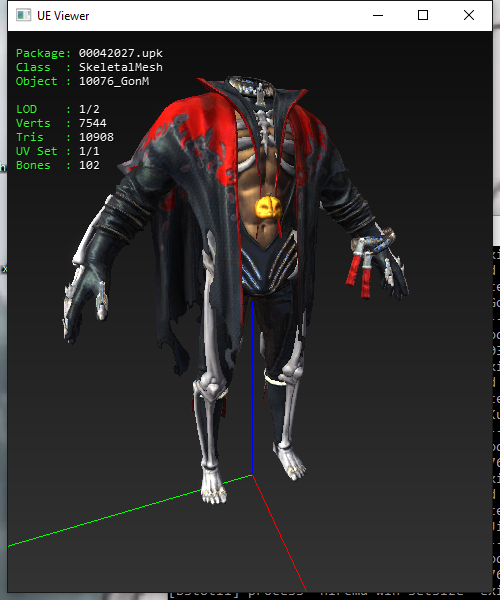 UE Viewer
Package: 00042027.upk
Class : SkeletalMesh
Object : 10076_GonM
LOD : 1/2
Verts : 7544
Tris : 10908
UV Set : 1/1
Bones : 102